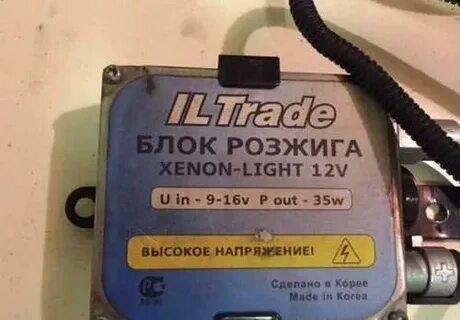 ILTrade
БЛОК РОЗЖИГА
XENON-LIGHT 12V
U in - 9-16v P out - 35w
ВЫСОКОЕ НАПРЯЖЕНИЕ!
Сделано в Корее
Made in Korea